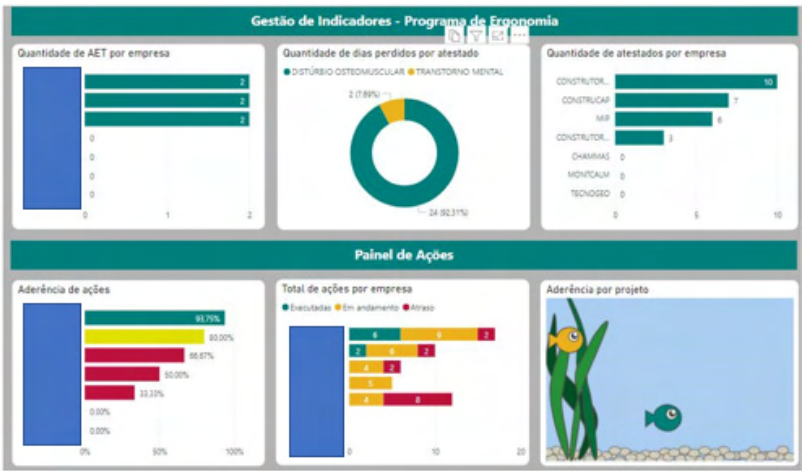 Gestão de Indicadores - Programa de Ergonomia
Quantidade de AET por empresa
2
2
2
0
0
0
0
0 1 2
Quantidade de dias perdidos por atestado
DISTÚRBIO OSTEOMUSCULAR TRANSTORNO MENTAL
2 (7,69%)
24 (92,31%)
Quantidade de atestados por empresa
CONSTRUTOR... 10
CONSTRUCAP 7
MIP 6
CONSTRUTOR... 3
CHAMMAS 0
MONTCALM 0
TECNOGEO 0
0 5 10
Painel de Ações
Aderência de ações
93,75%
80,00%
66,67%
50,00%
33,33%
0,00%
0,00%
0% 50% 100%
Total de ações por empresa
Executadas Em andamento Atraso
6 9 2
2 6 2
4 2
5
4 8
0 10 20
Aderência por projeto